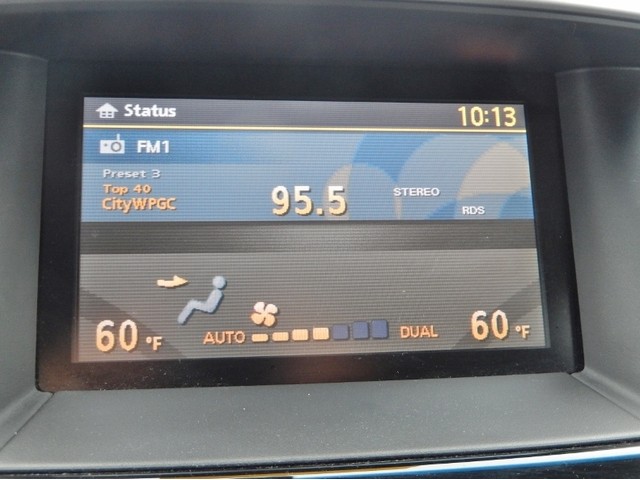 Status 10:13
FM1
Preset 3
Top 40
CityWPGC
95.5 STEREO
RDS
60 °F AUTO DUAL 60 °F